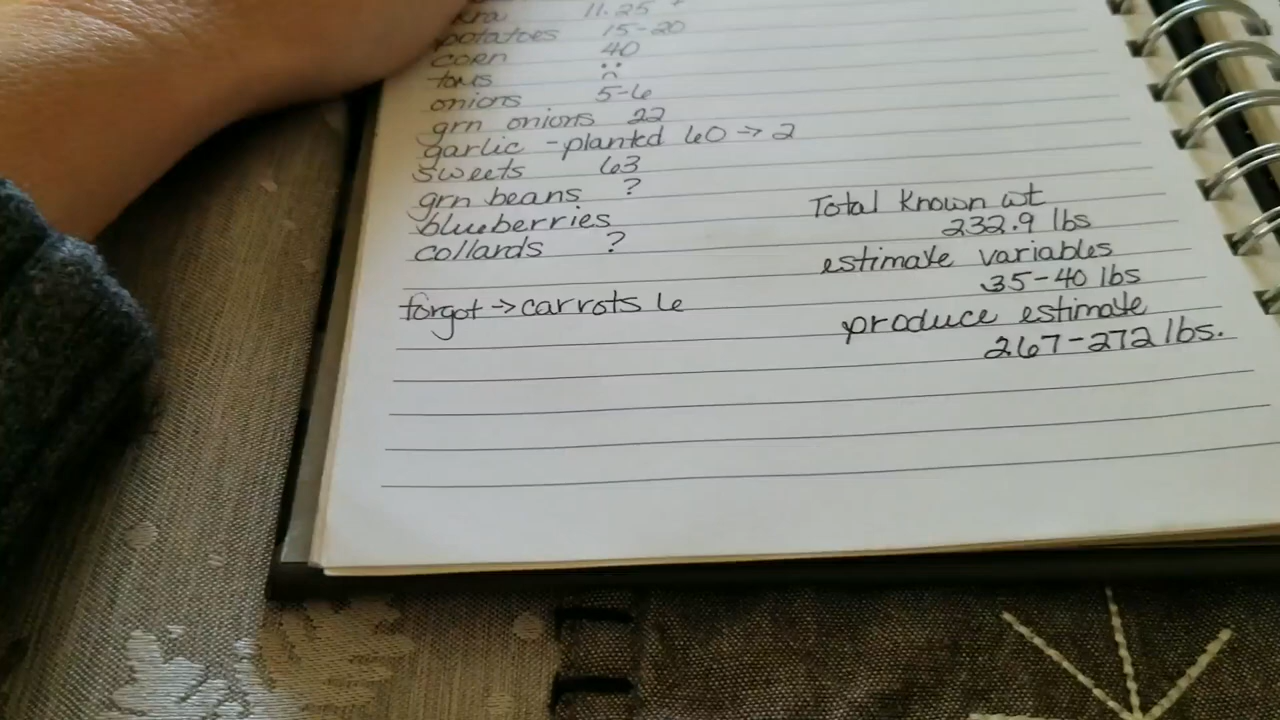 11.25
potatoes 15-20
corn 40
toms :(
onions 5-6
grn onions 22
garlic - planted 60 → 2
sweets 63
grn beans ?
blueberries
collards ?
forgot → carrots 6
Total Known wt
232.9 lbs
estimate variables
35-40 lbs
produce estimate
267-272 lbs.